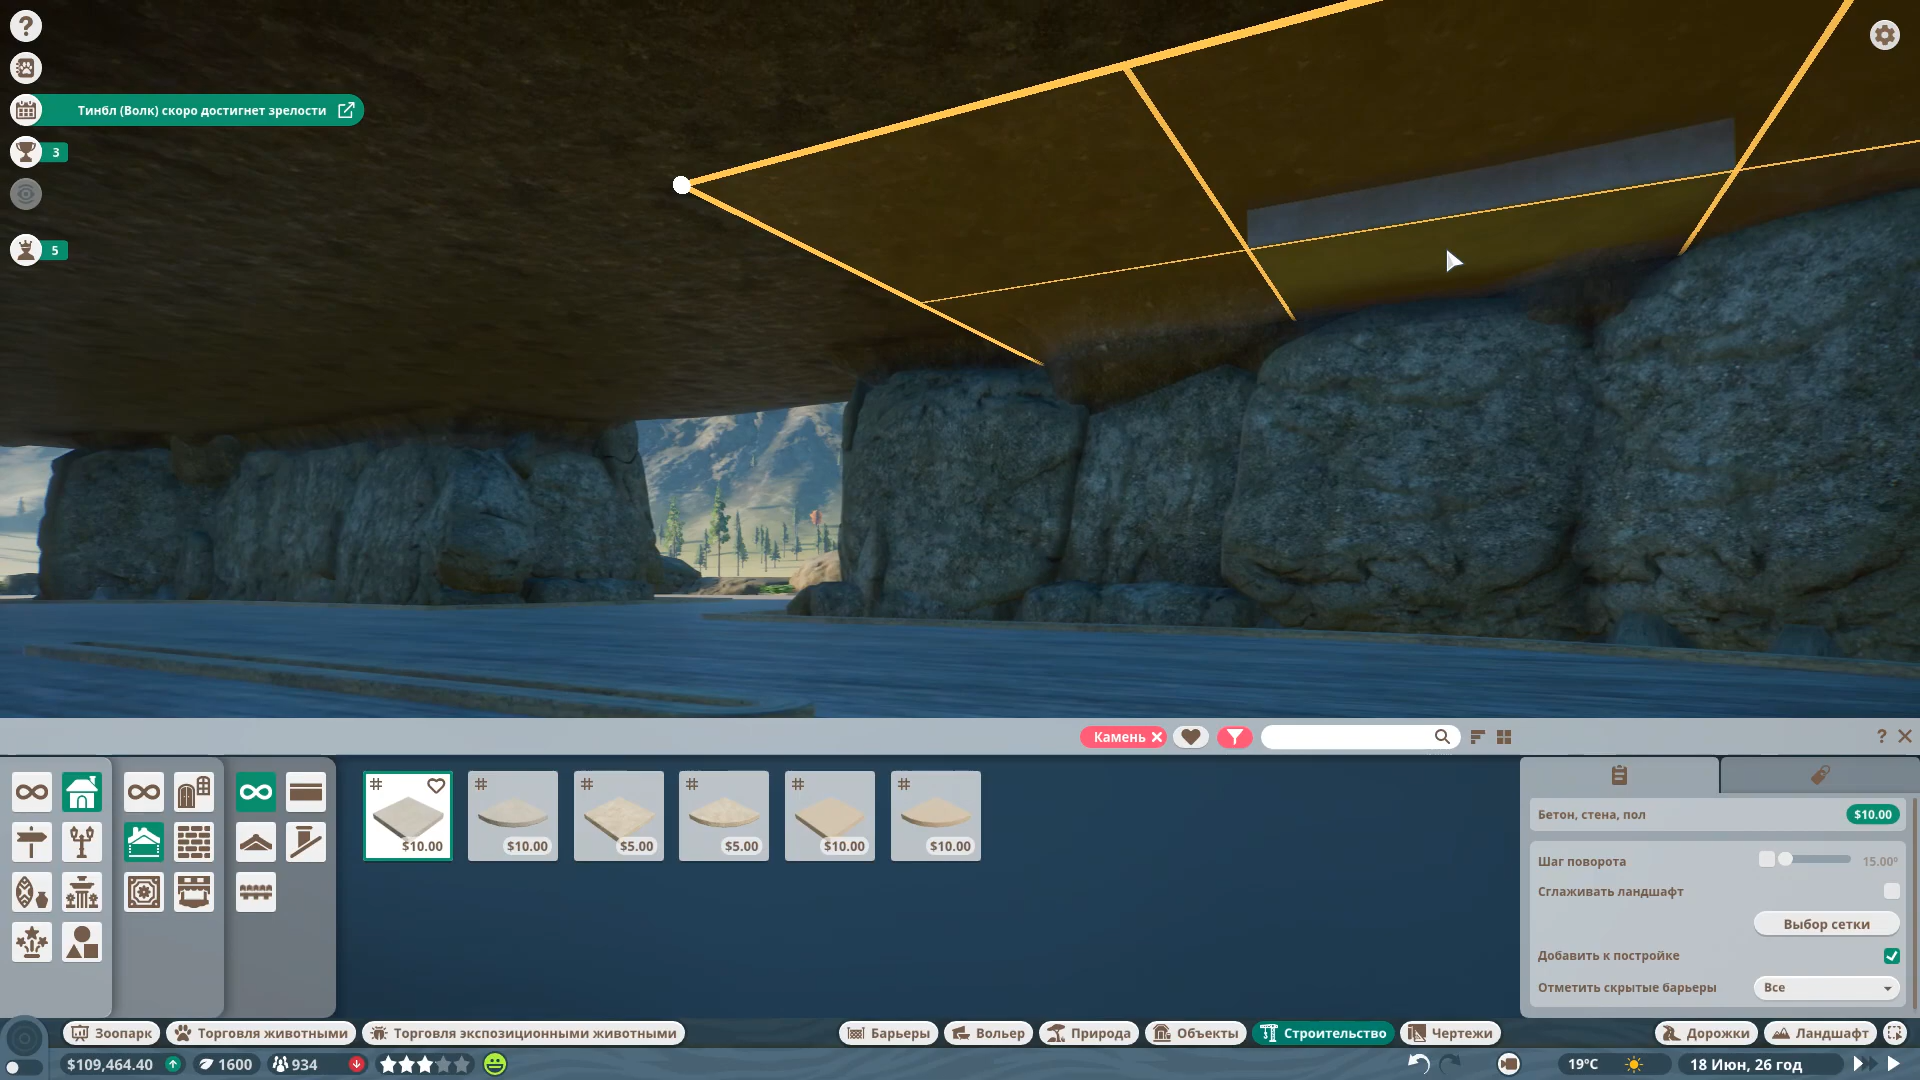 Тинбл (Волк) скоро достигнет зрелости
3
5
Камень
?
$10.00
$10.00
$5.00
$5.00
$10.00
$10.00
Бетон, стена, пол
$10.00
Шаг поворота
15.00°
Сглаживать ландшафт
Выбор сетки
Добавить к постройке
Отметить скрытые барьеры
Все
Зоопарк
Торговля животными
Торговля экспозиционными животными
Барьеры
Вольер
Природа
Объекты
Строительство
Чертежи
Дорожки
Ландшафт
$109,464.40
1600
934
19°C
18 Июн, 26 год